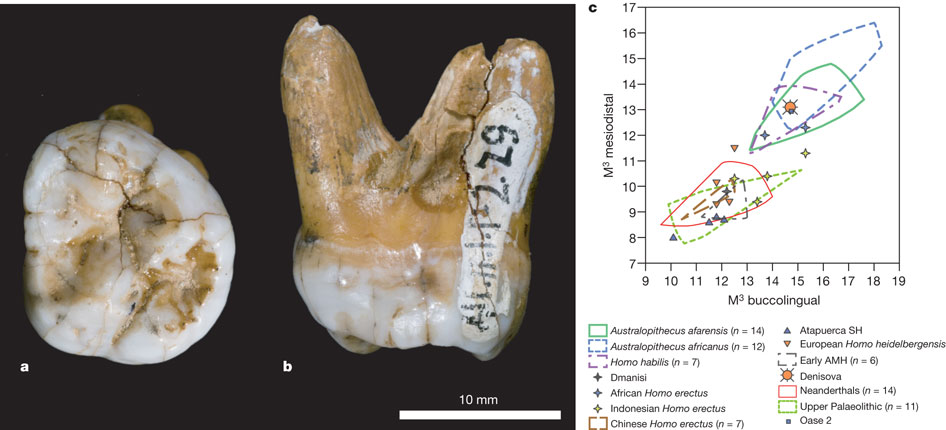 a
b
10 mm
c
17
16
15
14
13
12
11
10
9
8
7
M3 mesiodistal
9 10 11 12 13 14 15 16 17 18 19
M3 buccolingual
Australopithecus afarensis (n = 14)
Australopithecus africanus (n = 12)
Homo habilis (n = 7)
Dmanisi
African Homo erectus
Indonesian Homo erectus
Chinese Homo erectus (n = 7)
Atapuerca SH
European Homo heidelbergensis
Early AMH (n = 6)
Denisova
Neanderthals (n = 14)
Upper Palaeolithic (n = 11)
Oase 2